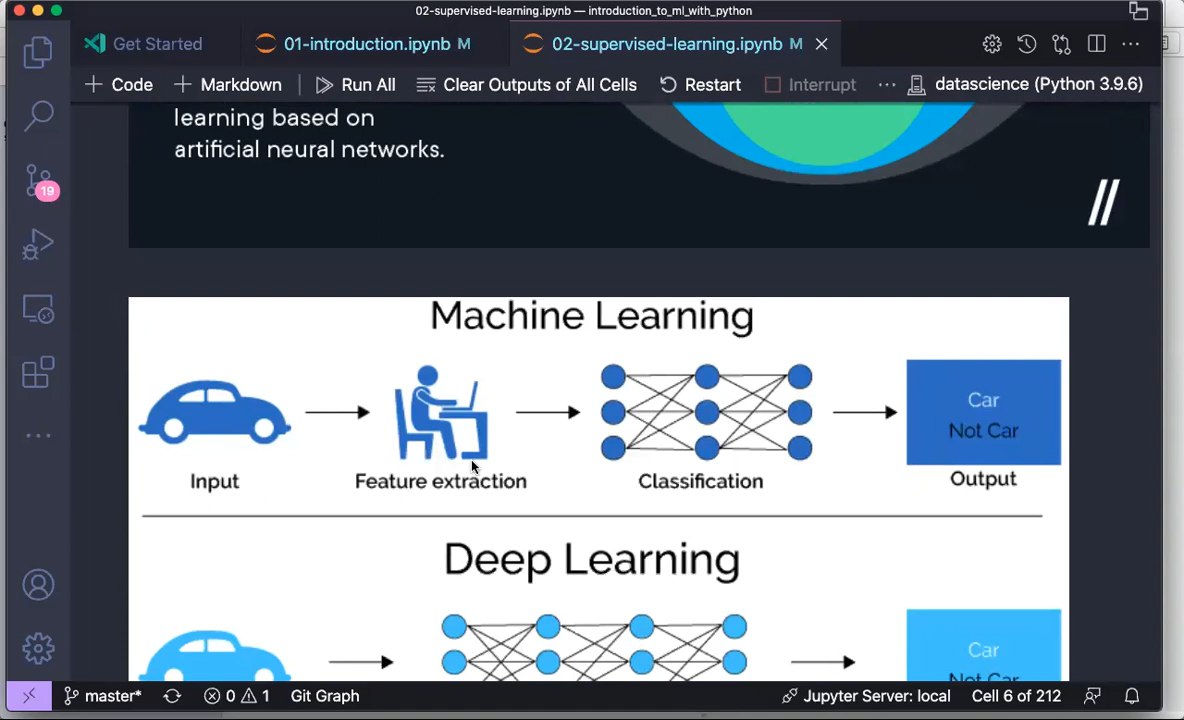 02-supervised-learning.ipynb — introduction_to_ml_with_python
Get Started
01-introduction.ipynb M
02-supervised-learning.ipynb M
Code
Markdown
Run All
Clear Outputs of All Cells
Restart
Interrupt
datascience (Python 3.9.6)
learning based on
artificial neural networks.
19
Machine Learning
Car
Not Car
Input
Feature extraction
Classification
Output
Deep Learning
Car
Not Car
master*
0
1
Git Graph
Jupyter Server: local
Cell 6 of 212